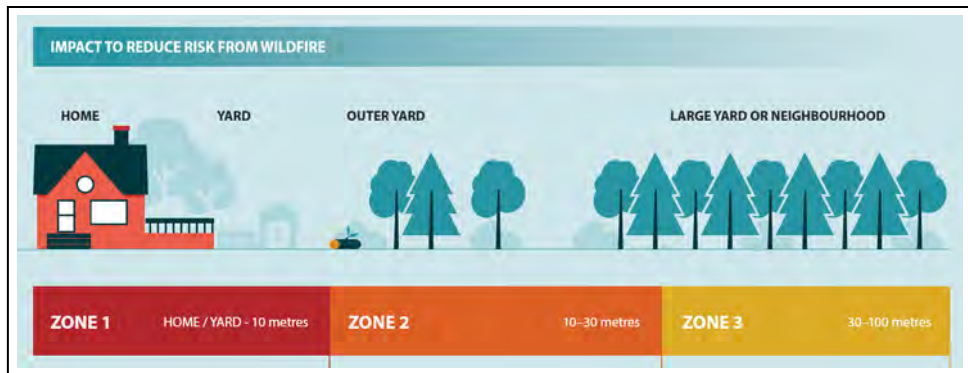 IMPACT TO REDUCE RISK FROM WILDFIRE
HOME YARD OUTER YARD LARGE YARD OR NEIGHBOURHOOD
ZONE 1 HOME / YARD - 10 metres ZONE 2 10–30 metres ZONE 3 30–100 metres